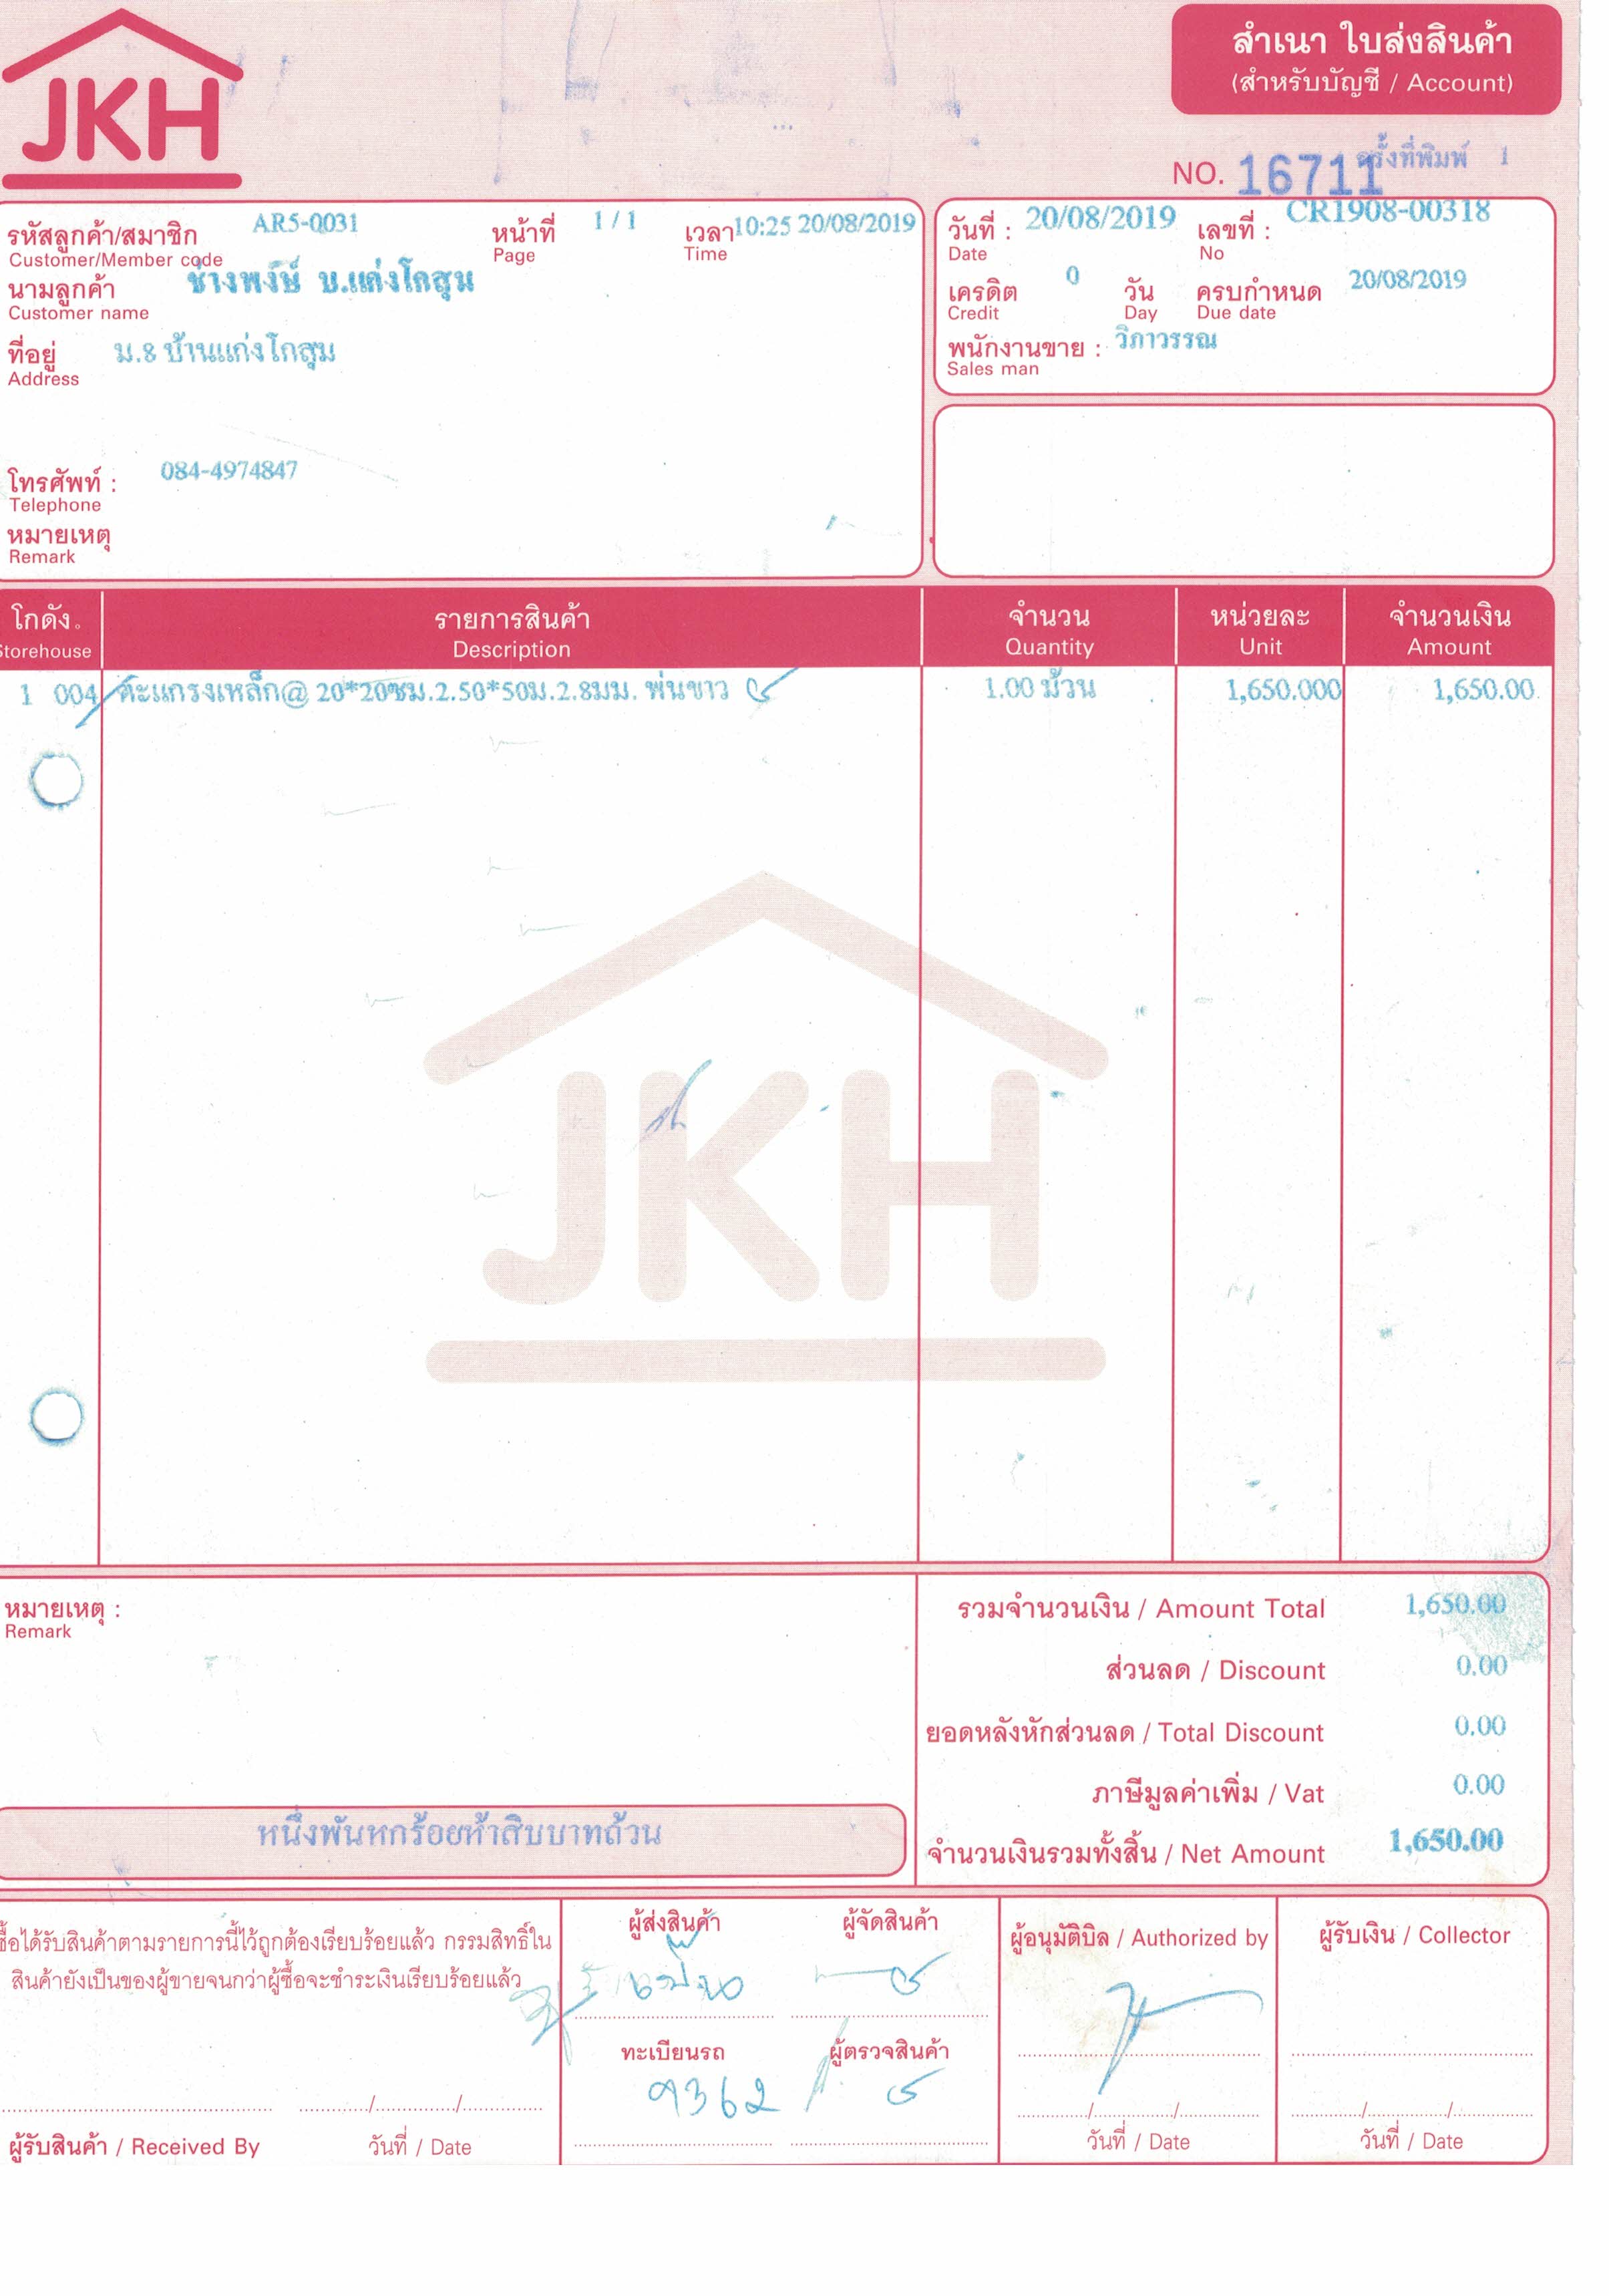 JKH
สำเนา ใบส่งสินค้า
(สำหรับบัญชี / Account)
ครั้งที่พิมพ์ 1
NO. 16711
รหัสลูกค้า/สมาชิก AR5-0031 หน้าที่ 1 / 1 เวลา 10:25 20/08/2019
Customer/Member code Page Time
นามลูกค้า ช่างพงษ์ บ.แก่งโกสุม
Customer name
ที่อยู่ ม.8 บ้านแก่งโกสุม
Address
โทรศัพท์ : 084-4974847
Telephone
หมายเหตุ
Remark
วันที่ : 20/08/2019 เลขที่ : CR1908-00318
Date No
เครดิต 0 วัน ครบกำหนด 20/08/2019
Credit Day Due date
พนักงานขาย : วิภาวรรณ
Sales man
โกดัง รายการสินค้า จำนวน หน่วยละ จำนวนเงิน
Storehouse Description Quantity Unit Amount
1 004 ตะแกรงเหล็ก@ 20*20ซม.2.50*50ม.2.8มม. พ่นขาว 1.00 ม้วน 1,650.000 1,650.00
JKH
หมายเหตุ :
Remark
รวมจำนวนเงิน / Amount Total 1,650.00
ส่วนลด / Discount 0.00
ยอดหลังหักส่วนลด / Total Discount 0.00
ภาษีมูลค่าเพิ่ม / Vat 0.00
หนึ่งพันหกร้อยห้าสิบบาทถ้วน
จำนวนเงินรวมทั้งสิ้น / Net Amount 1,650.00
ซื้อได้รับสินค้าตามรายการนี้ไว้ถูกต้องเรียบร้อยแล้ว กรรมสิทธิ์ใน
สินค้ายังเป็นของผู้ขายจนกว่าผู้ซื้อจะชำระเงินเรียบร้อยแล้ว
ผู้รับสินค้า / Received By วันที่ / Date
ผู้ส่งสินค้า ผู้จัดสินค้า
ทะเบียนรถ ผู้ตรวจสินค้า
9362
ผู้อนุมัติบิล / Authorized by
วันที่ / Date
ผู้รับเงิน / Collector
วันที่ / Date